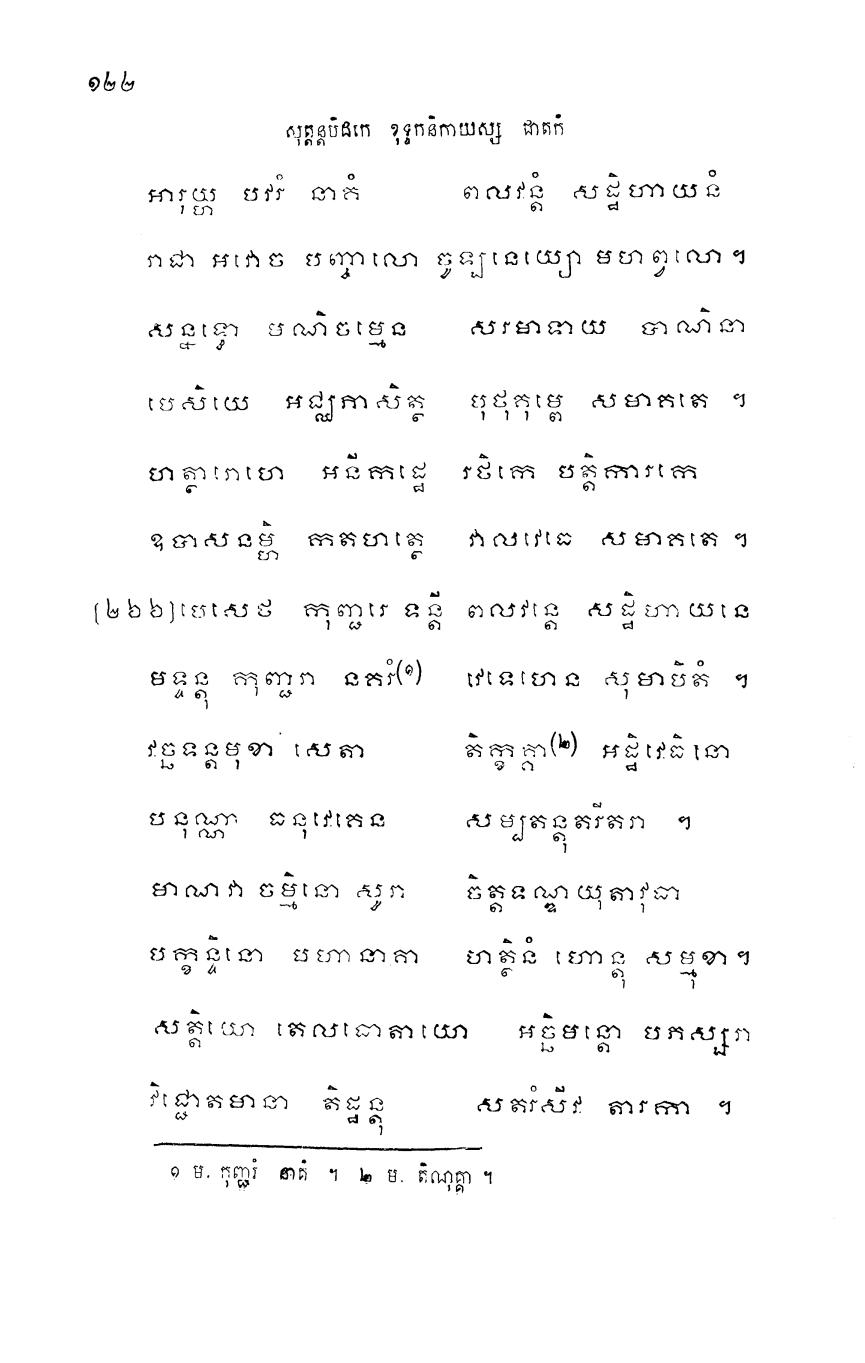 ១២២
សុត្តន្តបិដកេ ខុទ្ទកនិកាយស្ស ជាតកំ
អារុយ្ហ បវរំ នាគំ ពលវន្តំ សដ្ឋិហាយនំ
រាជា អវោច បញ្ចាលោ ចូឡនេយ្យោ មហព្វលោ។
សន្នទ្ធោ មណិចម្មេន សរមាទាយ បាណិនា
បេសិយេ អជ្ឈភាសិត្ថ បុថុគុម្ពេ សមាគតេ ។
ហត្ថារោហេ អនីកដ្ឋេ រថិកេ បត្តិការកេ
ឧបាសនម្ហិ កតហត្ថេ វាលវេធេ សមាគតេ ។
[២៦៦]បេសេថ កុញ្ជរេ ទន្តី ពលវន្តេ សដ្ឋិហាយនេ
មទ្ទន្តុ កុញ្ជរា នគរំ(១) វេទេហេន សុមាបិតំ ។
វច្ឆទន្តមុខា សេតា តិក្ខគ្គា(២) អដ្ឋិវេធិនោ
បនុណ្ណា ធនុវេគេន សម្បតន្តុតរីតរា ។
មាណវា ចម្មិនោ សូរា ចិត្តទណ្ឌយុតាវុធា
បក្ខន្ទិនោ មហានាគា ហត្ថិនំ ហោន្តុ សម្មុខា។
សត្តិយោ តេលធោតាយោ អច្ចិមន្តោ បភស្សរា
វិជ្ជោតមានា តិដ្ឋន្តុ សតរំសីវ តារកា ។
១ ម. កុញ្ជរំ នាគំ ។ ២ ម. តិណុគ្គា ។